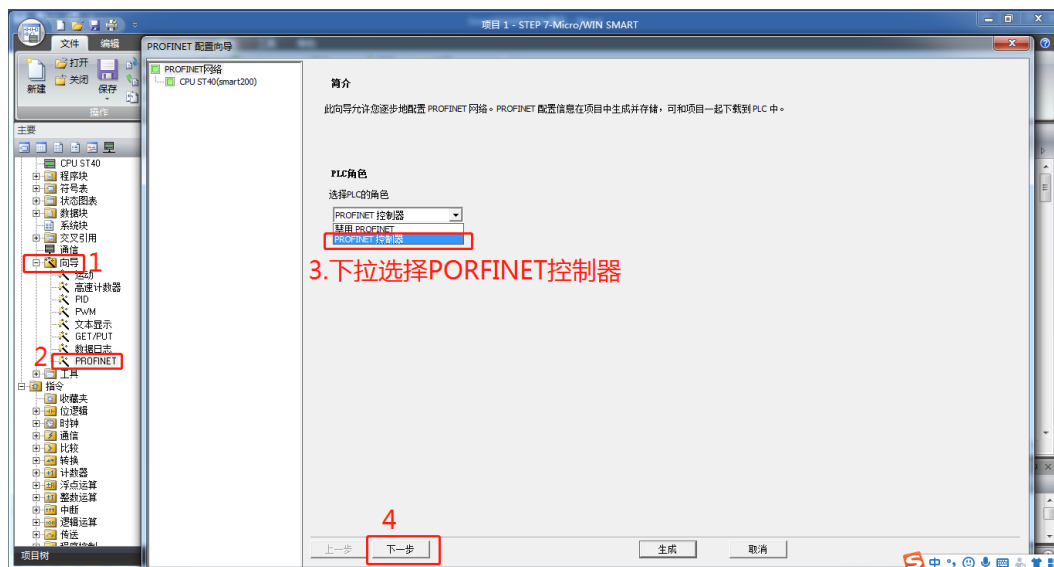 项目 1 - STEP 7-Micro/WIN SMART
文件 编辑
打开
关闭
新建
保存
操作
主要
CPU ST40
程序块
符号表
状态图表
数据块
系统块
交叉引用
通信
向导
1
运动
高速计数器
PID
PWM
文本显示
GET/PUT
数据日志
2
PROFINET
工具
指令
收藏夹
位逻辑
时钟
通信
比较
转换
计数器
浮点运算
整数运算
中断
逻辑运算
传送
程序控制
项目树
PROFINET 配置向导
PROFINET网络
CPU ST40(smart200)
简介
此向导允许您逐步地配置 PROFINET 网络。PROFINET 配置信息在项目中生成并存储，可和项目一起下载到 PLC 中。
PLC角色
选择PLC的角色
PROFINET 控制器
禁用 PROFINET
PROFINET 控制器
3.下拉选择PORFINET控制器
4
上一步 下一步 生成 取消
中